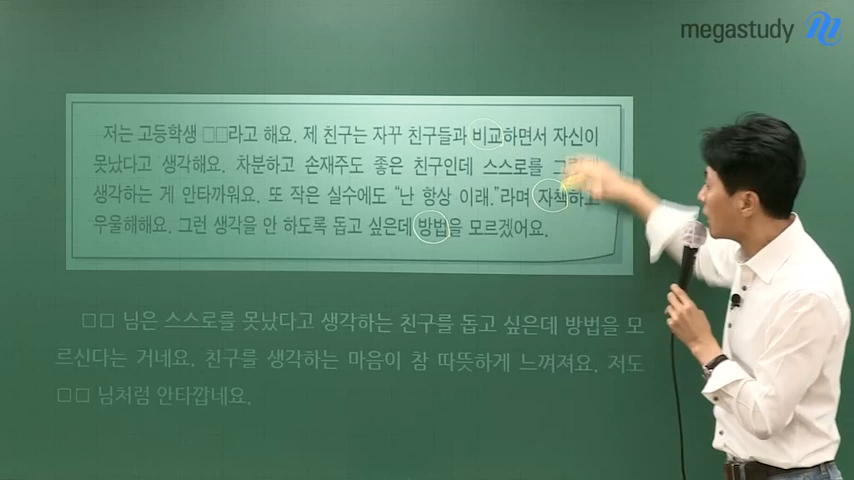 megastudy
저는 고등학생 □□라고 해요. 제 친구는 자꾸 친구들과 비교하면서 자신이
못났다고 생각해요. 차분하고 손재주도 좋은 친구인데 스스로를
생각하는 게 안타까워요. 또 작은 실수에도 “난 항상 이래.”라며 자책하고
우울해해요. 그런 생각을 안 하도록 돕고 싶은데 방법을 모르겠어요.
□□ 님은 스스로를 못났다고 생각하는 친구를 돕고 싶은데 방법을 모
르신다는 거네요. 친구를 생각하는 마음이 참 따뜻하게 느껴져요. 저도
□□ 님처럼 안타깝네요.